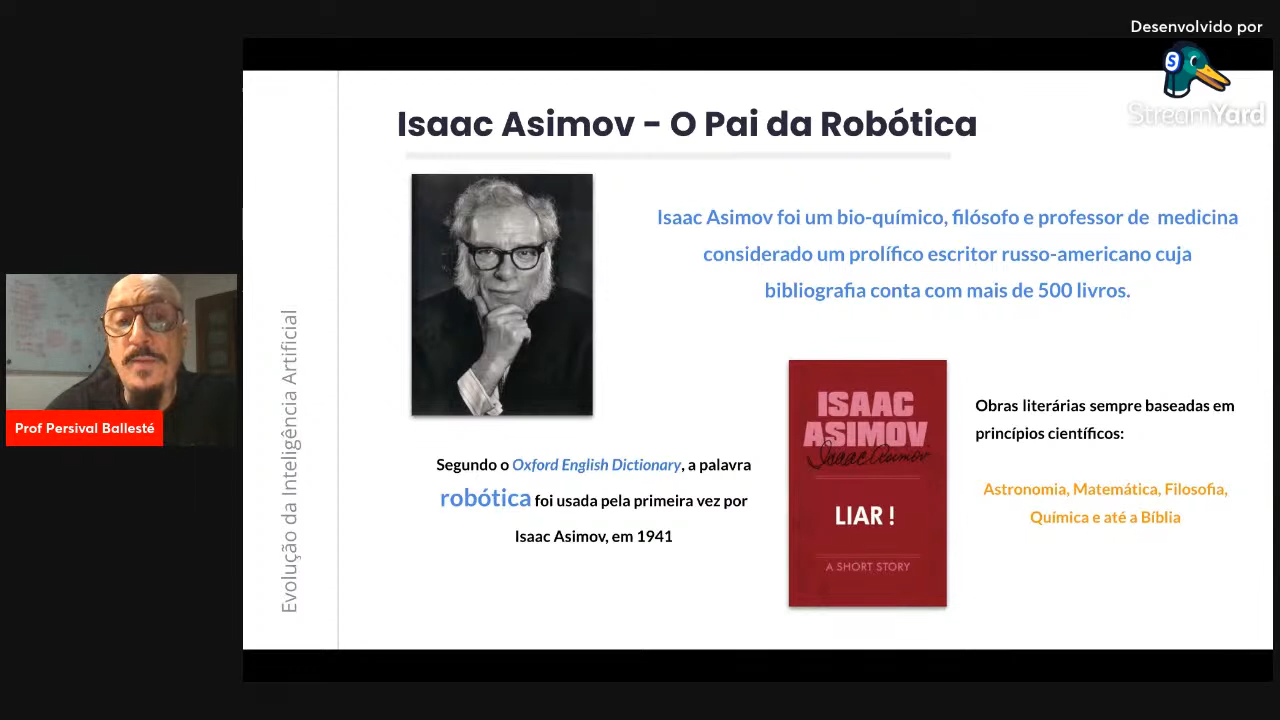 Desenvolvido por
S
StreamYard
Isaac Asimov - O Pai da Robótica
Isaac Asimov foi um bio-químico, filósofo e professor de medicina
considerado um prolífico escritor russo-americano cuja
bibliografia conta com mais de 500 livros.
Evolução da Inteligência Artificial
Prof Persival Ballesté
Segundo o Oxford English Dictionary, a palavra
robótica foi usada pela primeira vez por
Isaac Asimov, em 1941
ISAAC
ASIMOV
Isaac Asimov
LIAR !
A SHORT STORY
Obras literárias sempre baseadas em
princípios científicos:
Astronomia, Matemática, Filosofia,
Química e até a Bíblia